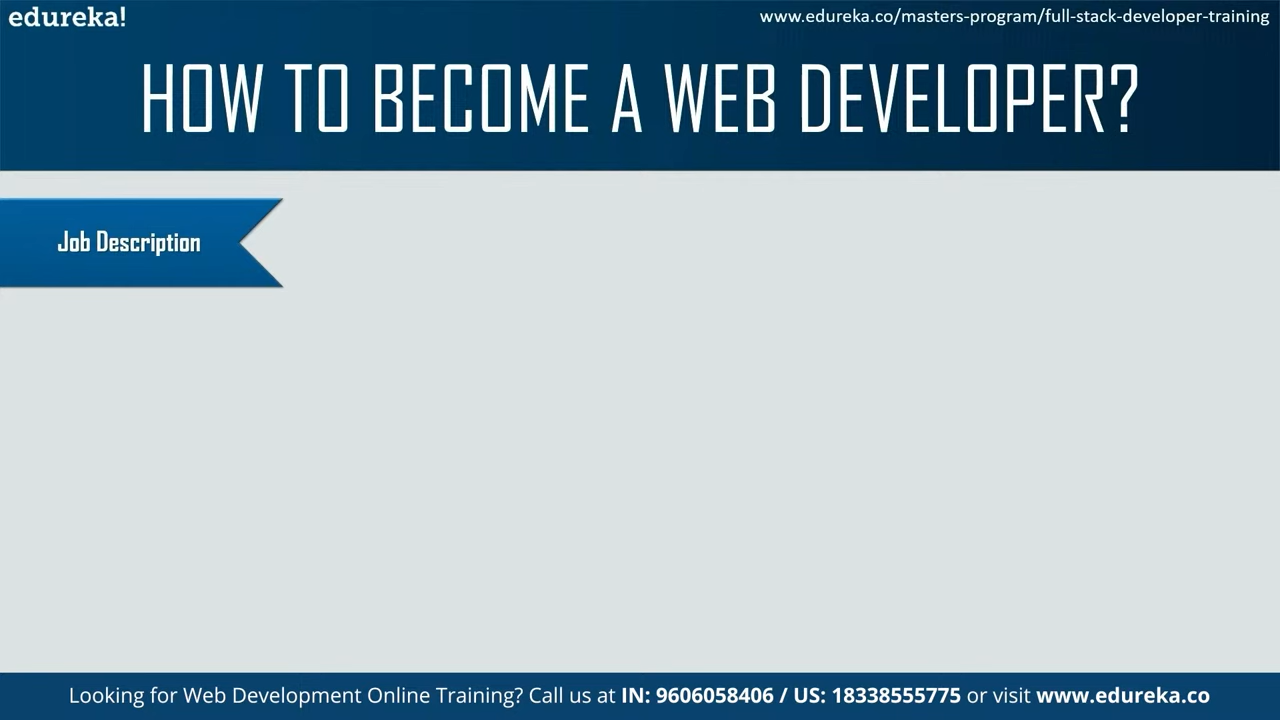 edureka!
www.edureka.co/masters-program/full-stack-developer-training
HOW TO BECOME A WEB DEVELOPER?
Job Description
Looking for Web Development Online Training? Call us at IN: 9606058406 / US: 18338555775 or visit www.edureka.co